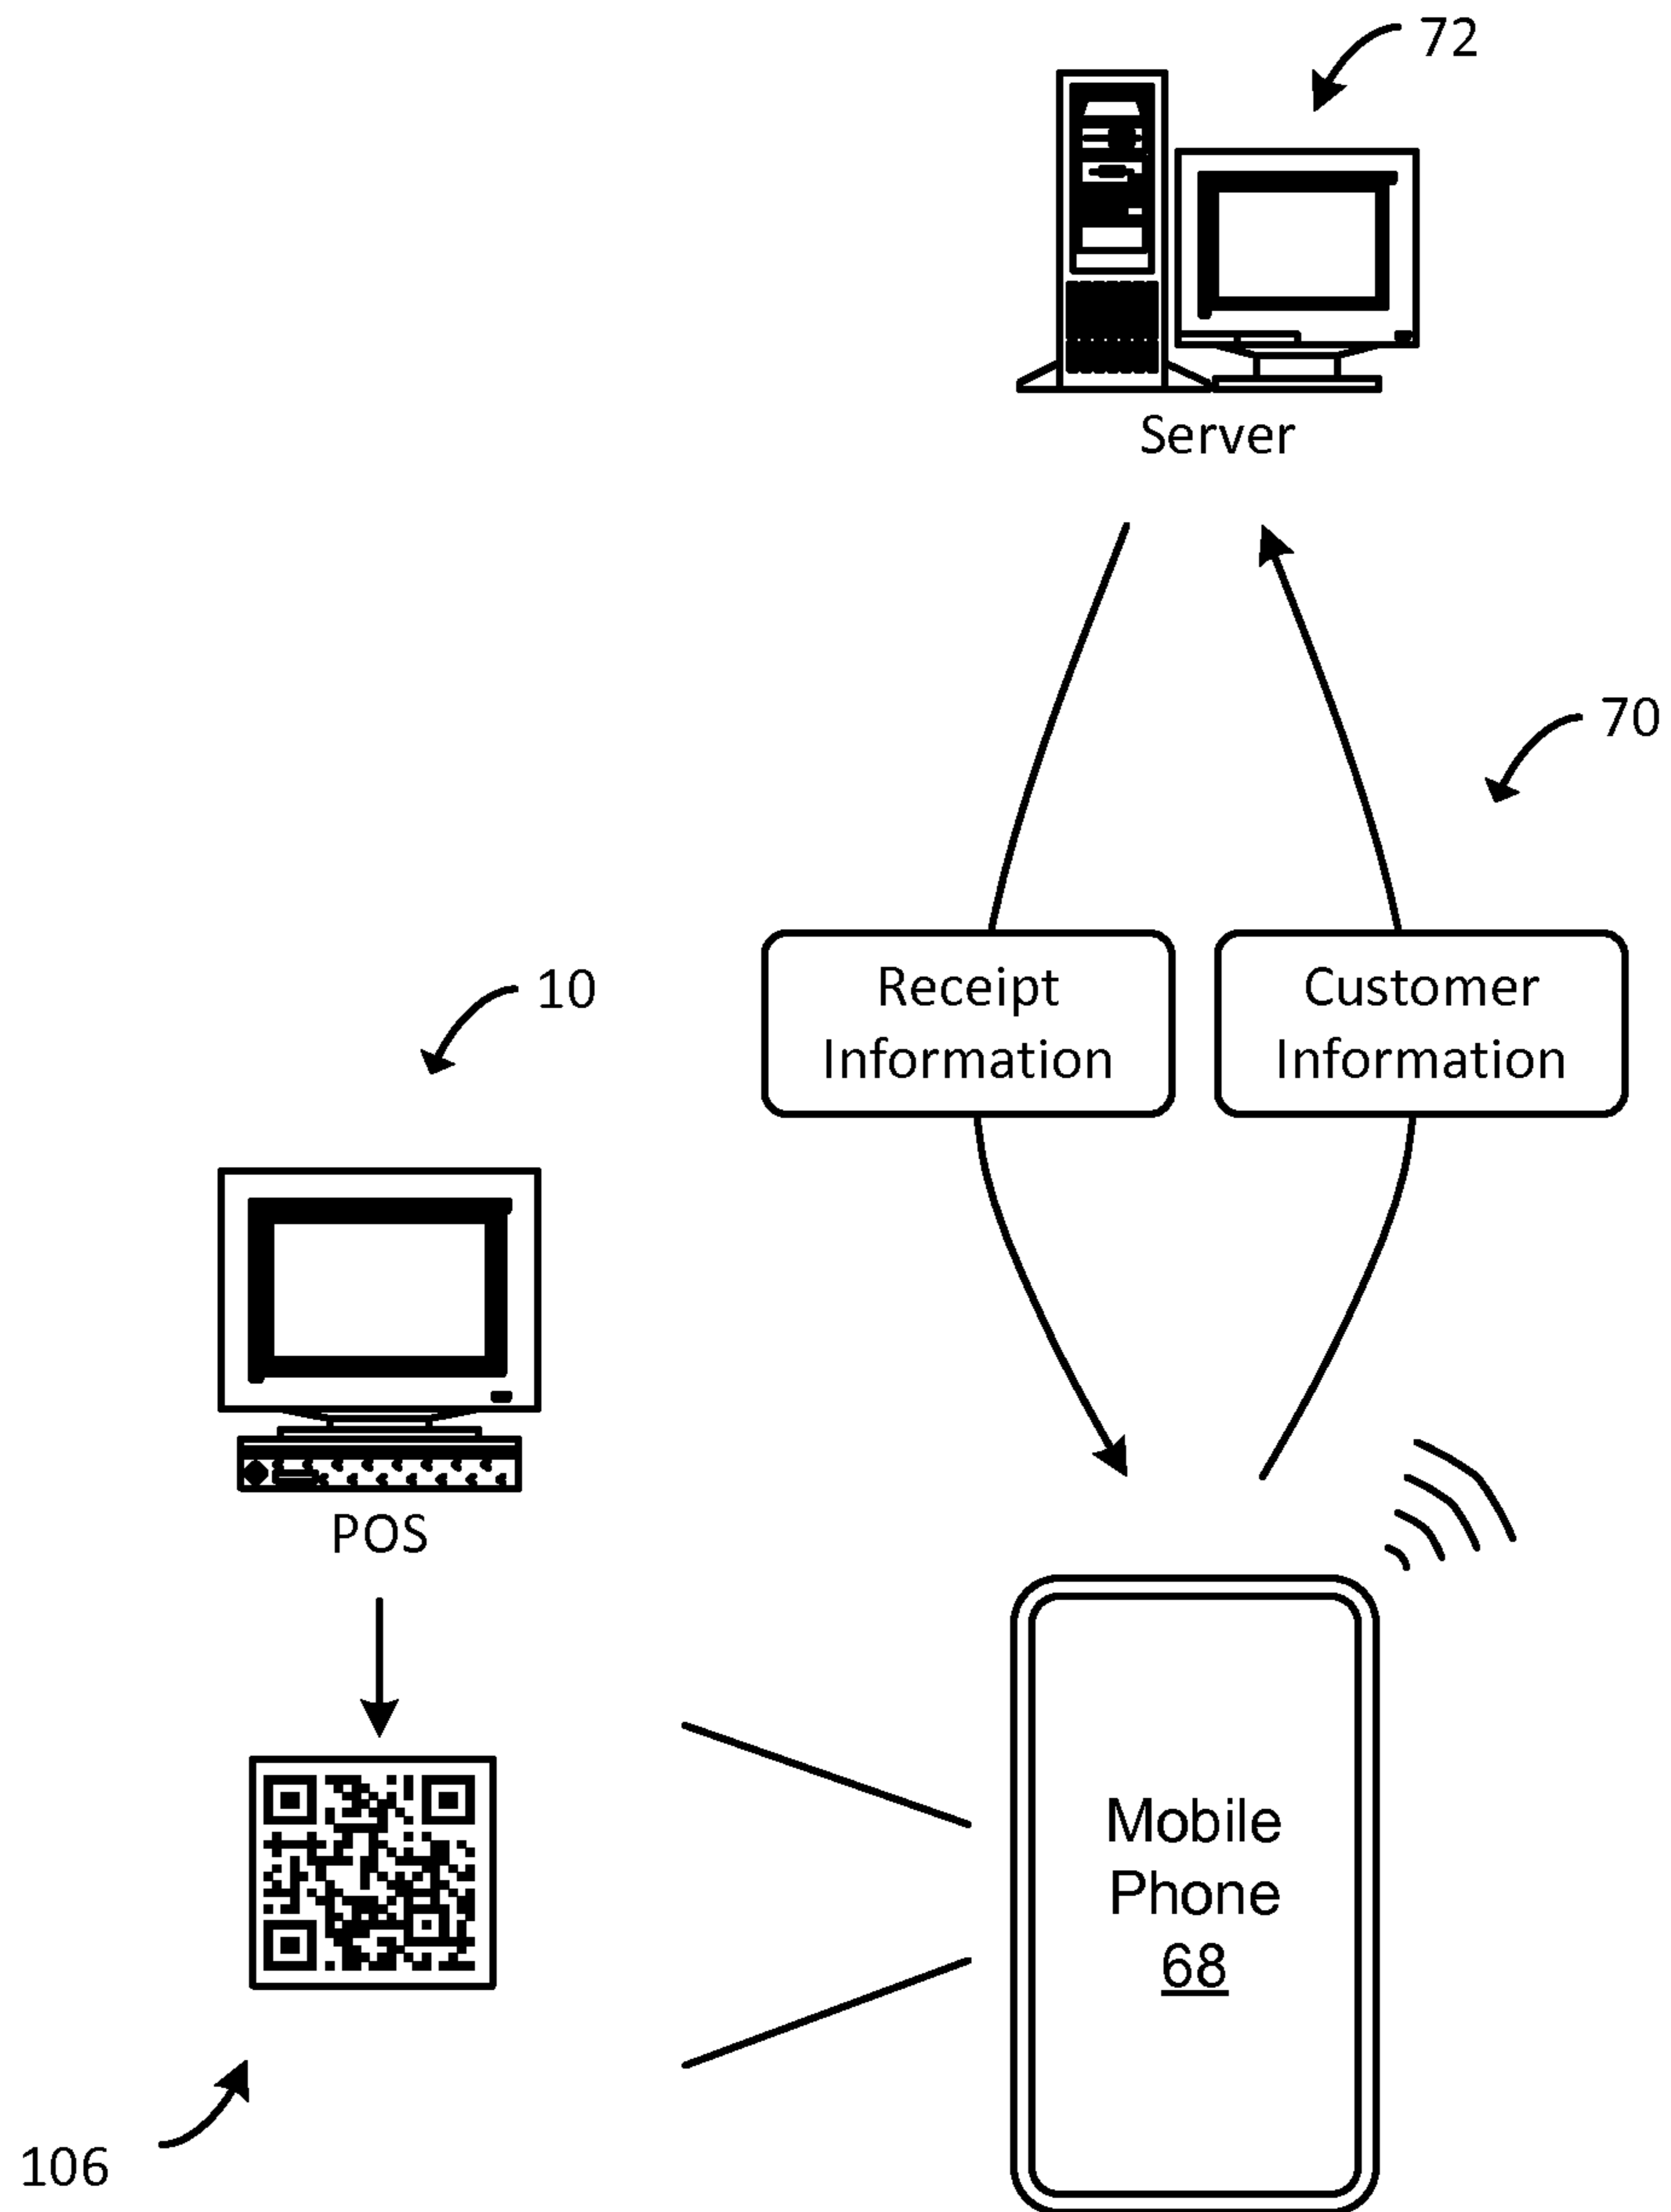 72
Server
70
10
Receipt
Information
Customer
Information
POS
Mobile
Phone
68
106